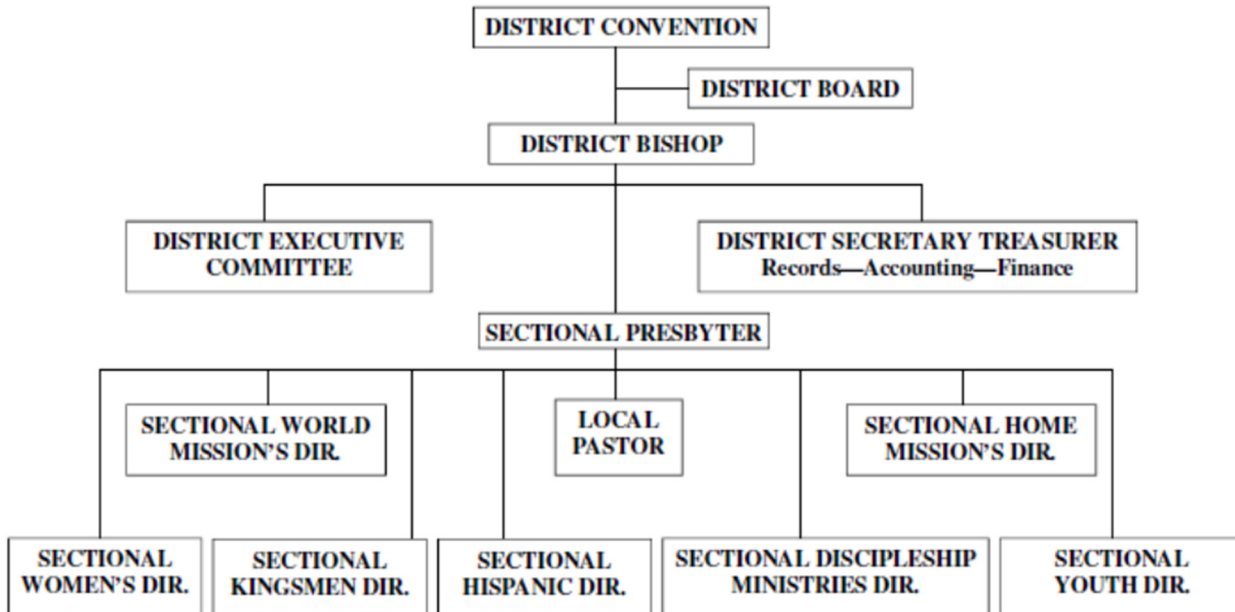 DISTRICT CONVENTION
DISTRICT BOARD
DISTRICT BISHOP
DISTRICT EXECUTIVE
COMMITTEE
DISTRICT SECRETARY TREASURER
Records—Accounting—Finance
SECTIONAL PRESBYTER
SECTIONAL WORLD
MISSION'S DIR.
LOCAL
PASTOR
SECTIONAL HOME
MISSION'S DIR.
SECTIONAL
WOMEN'S DIR.
SECTIONAL
KINGSMEN DIR.
SECTIONAL
HISPANIC DIR.
SECTIONAL DISCIPLESHIP
MINISTRIES DIR.
SECTIONAL
YOUTH DIR.